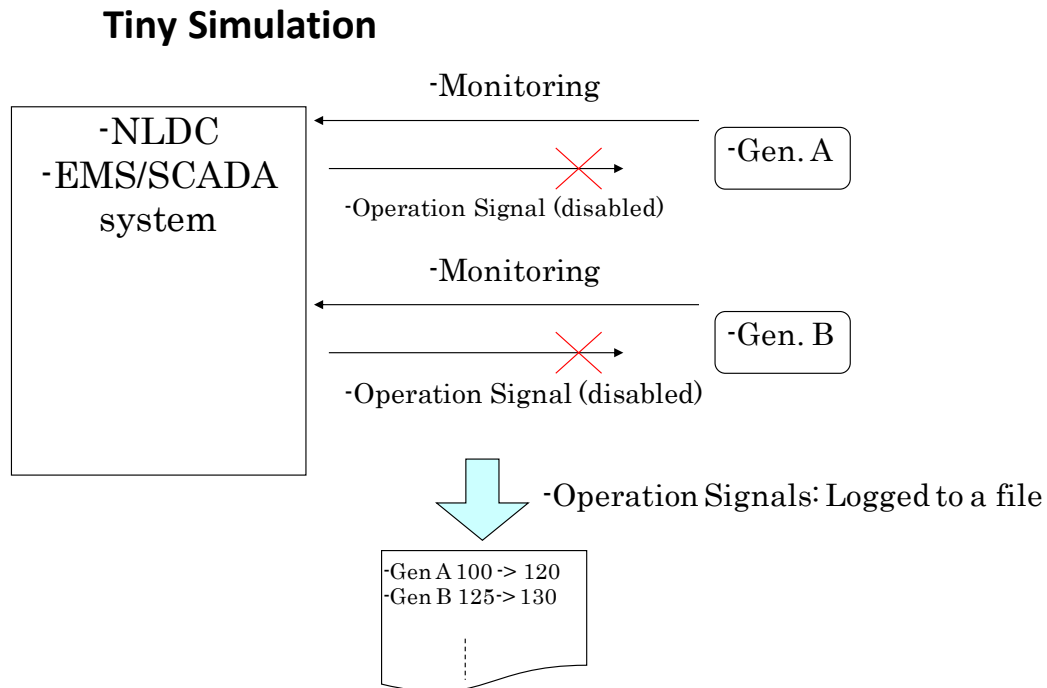 Tiny Simulation
-Monitoring
-NLDC
-EMS/SCADA
system
-Gen. A
-Operation Signal (disabled)
-Monitoring
-Gen. B
-Operation Signal (disabled)
-Operation Signals: Logged to a file
-Gen A 100 -> 120
-Gen B 125-> 130